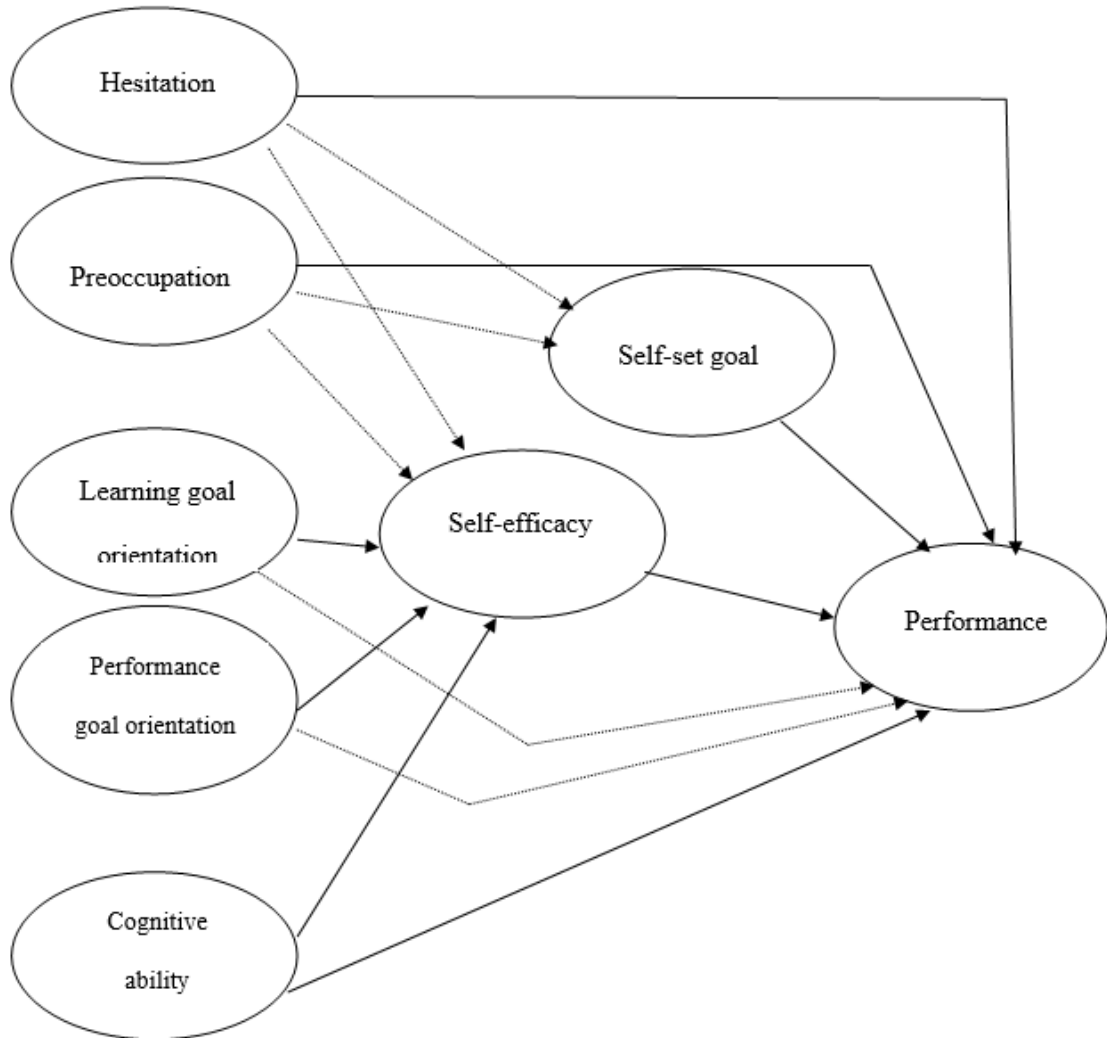 Hesitation
Preoccupation
Self-set goal
Learning goal
orientation
Self-efficacy
Performance
Performance
goal orientation
Cognitive
ability